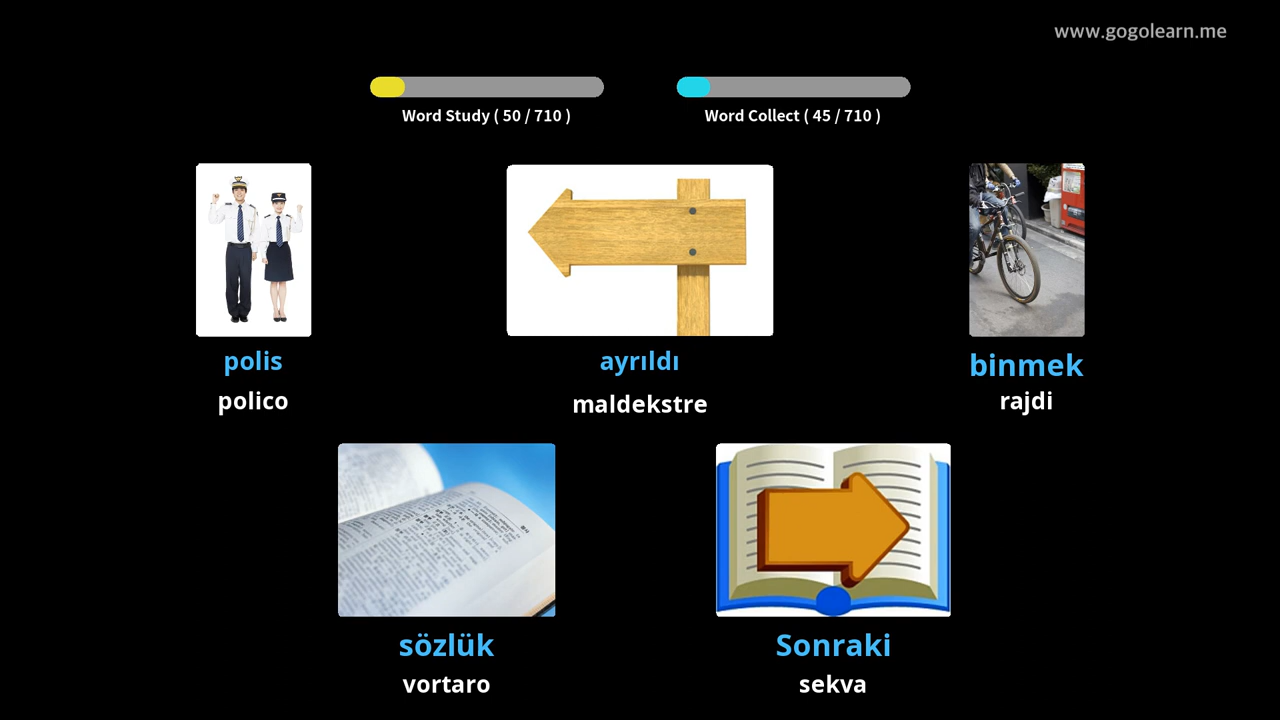 www.gogolearn.me
Word Study ( 50 / 710 )
Word Collect ( 45 / 710 )
polis
polico
ayrıldı
maldekstre
binmek
rajdi
sözlük
vortaro
Sonraki
sekva